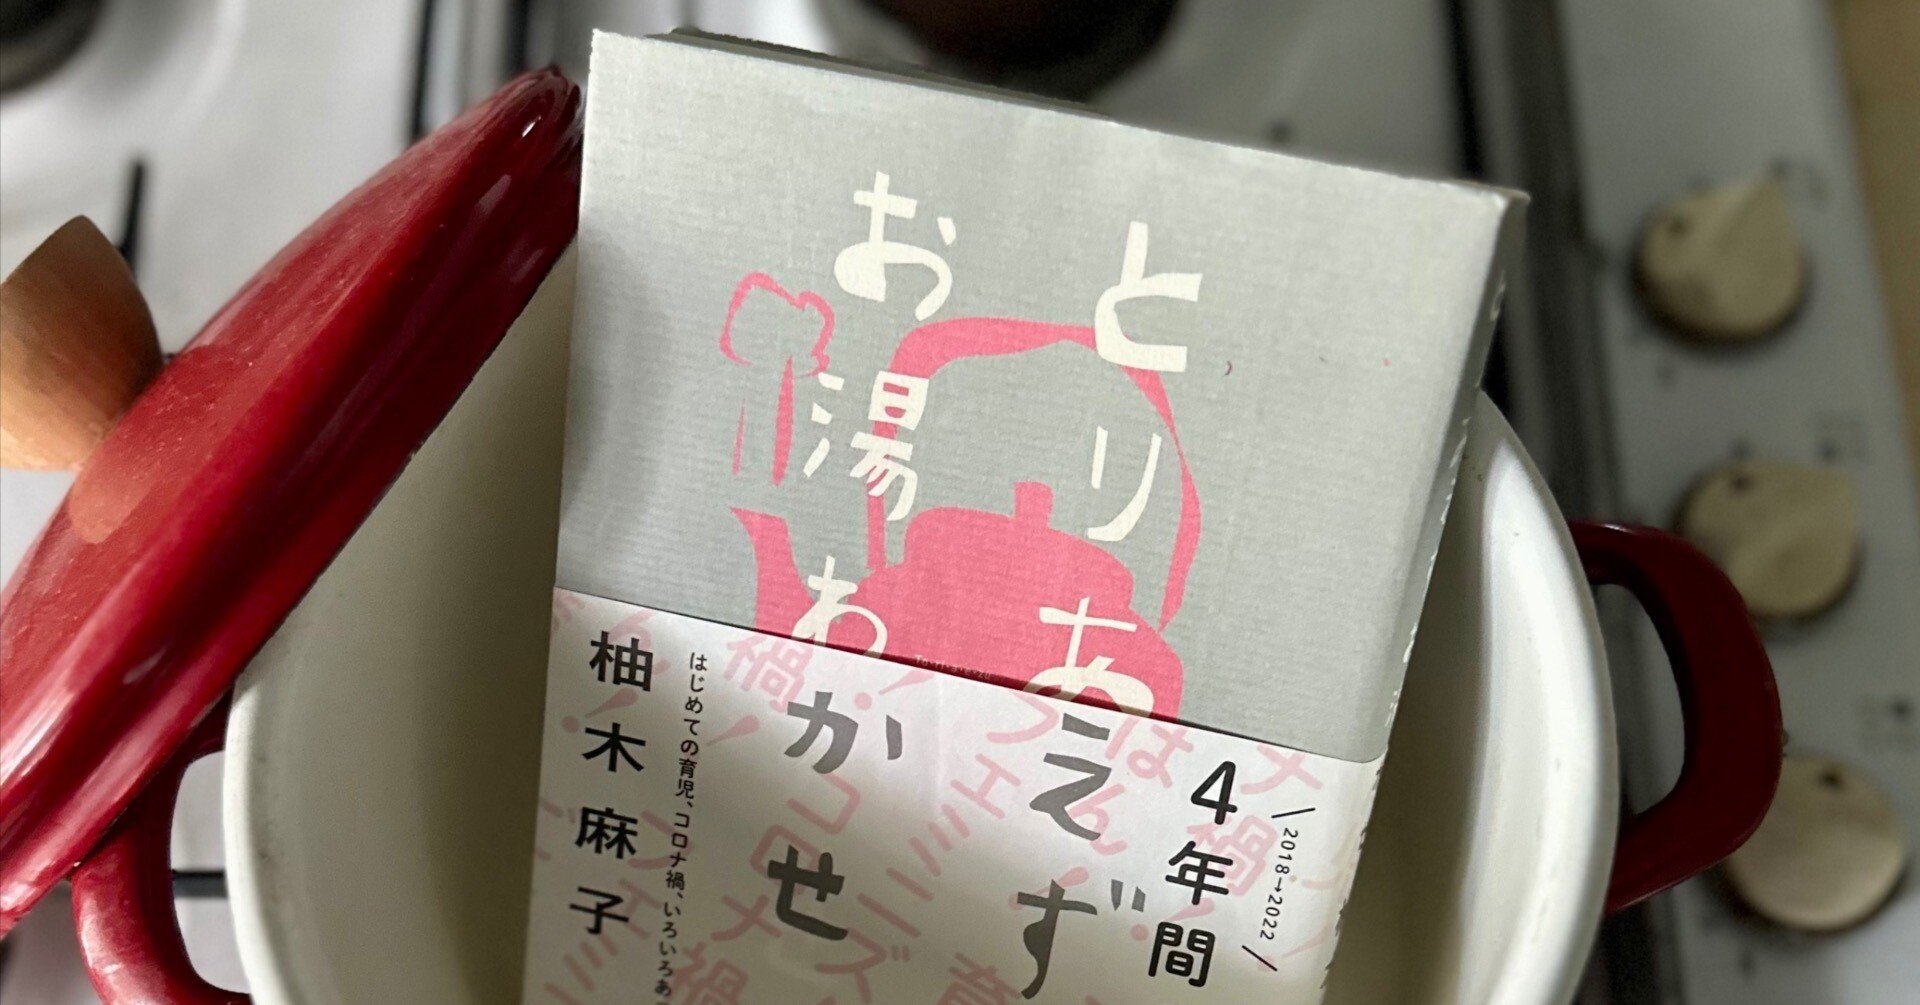 とりあえず
お湯わかせ
\2018→2022/
4年間
はじめての育児、コロナ禍、いろいろあ
柚木麻子